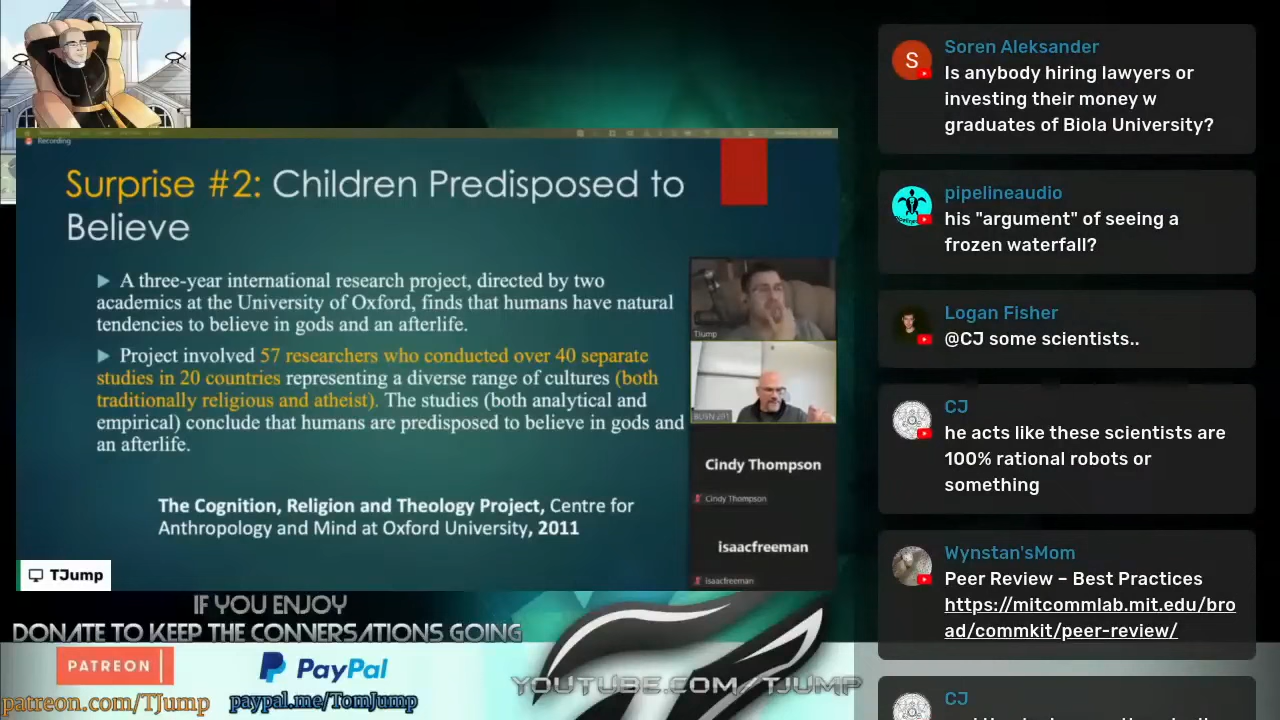 Recording
Surprise #2: Children Predisposed to
Believe
A three-year international research project, directed by two
academics at the University of Oxford, finds that humans have natural
tendencies to believe in gods and an afterlife.
Project involved 57 researchers who conducted over 40 separate
studies in 20 countries representing a diverse range of cultures (both
traditionally religious and atheist). The studies (both analytical and
empirical) conclude that humans are predisposed to believe in gods and
an afterlife.
The Cognition, Religion and Theology Project, Centre for
Anthropology and Mind at Oxford University, 2011
TJump
Cindy Thompson
Cindy Thompson
isaacfreeman
isaacfreeman
TJump
IF YOU ENJOY
DONATE TO KEEP THE CONVERSATIONS GOING
PATREON
PayPal
patreon.com/TJump
paypal.me/TomJump
YOUTUBE.COM/TJUMP
S
Soren Aleksander
Is anybody hiring lawyers or
investing their money w
graduates of Biola University?
pipelineaudio
his "argument" of seeing a
frozen waterfall?
Logan Fisher
@CJ some scientists..
CJ
he acts like these scientists are
100% rational robots or
something
Wynstan'sMom
Peer Review – Best Practices
https://mitcommlab.mit.edu/bro
ad/commkit/peer-review/
CJ